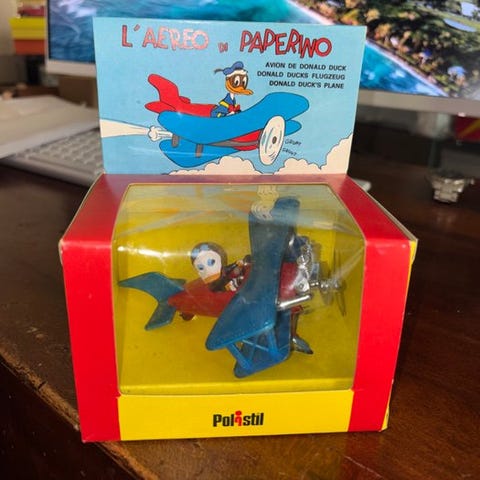 L'AEREO DI PAPERINO
AVION DE DONALD DUCK
DONALD DUCKS FLUGZEUG
DONALD DUCK'S PLANE
Polistil